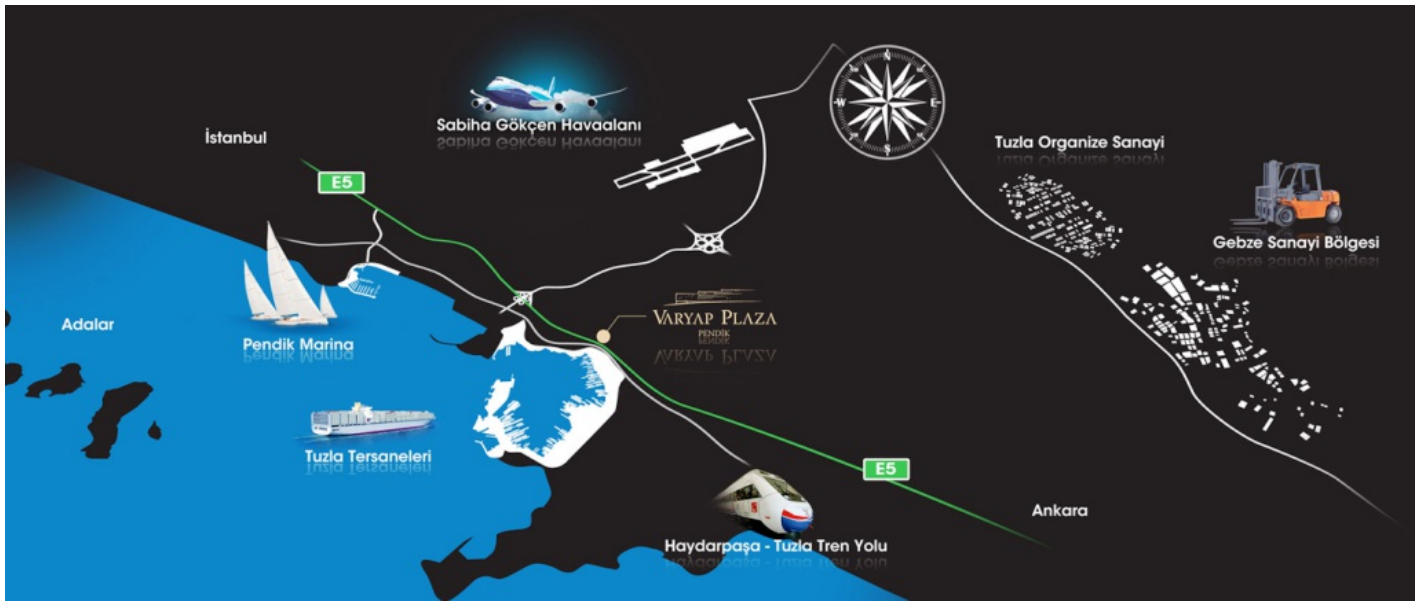 Sabiha Gökçen Havaalanı
İstanbul
E5
N
W
E
S
Tuzla Organize Sanayi
Gebze Sanayi Bölgesi
Adalar
Pendik Marina
VARYAP PLAZA
PENDİK
Tuzla Tersaneleri
E5
Ankara
Haydarpaşa - Tuzla Tren Yolu